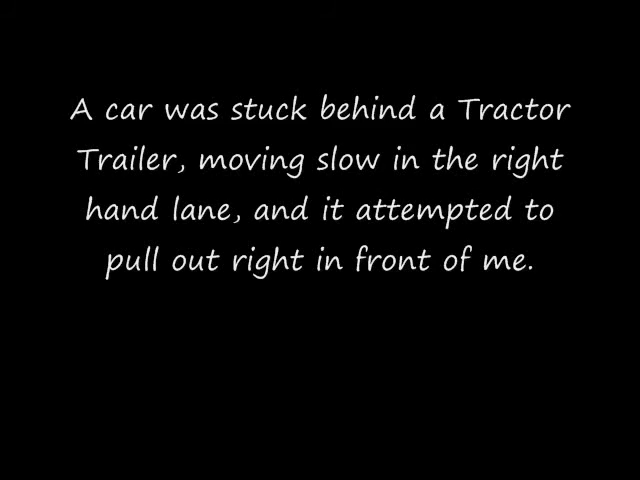 A car was stuck behind a Tractor
Trailer, moving slow in the right
hand lane, and it attempted to
pull out right in front of me.